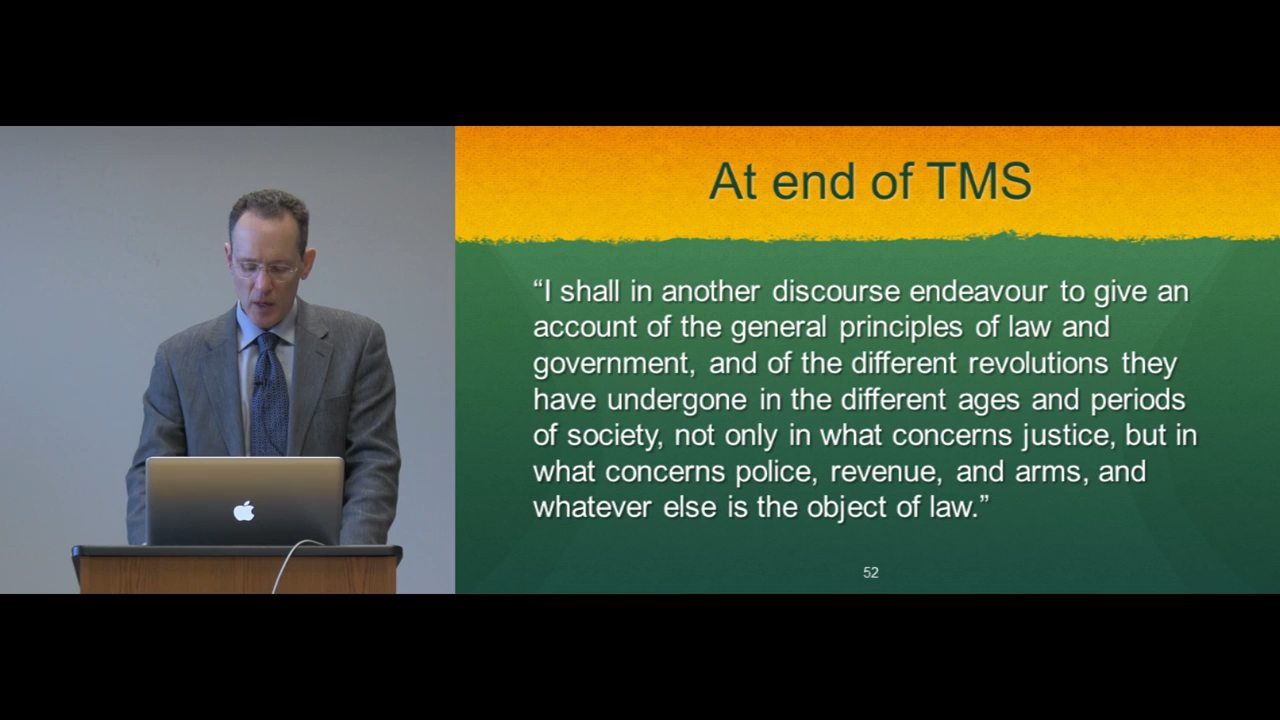 At end of TMS
“I shall in another discourse endeavour to give an
account of the general principles of law and
government, and of the different revolutions they
have undergone in the different ages and periods
of society, not only in what concerns justice, but in
what concerns police, revenue, and arms, and
whatever else is the object of law.”
52